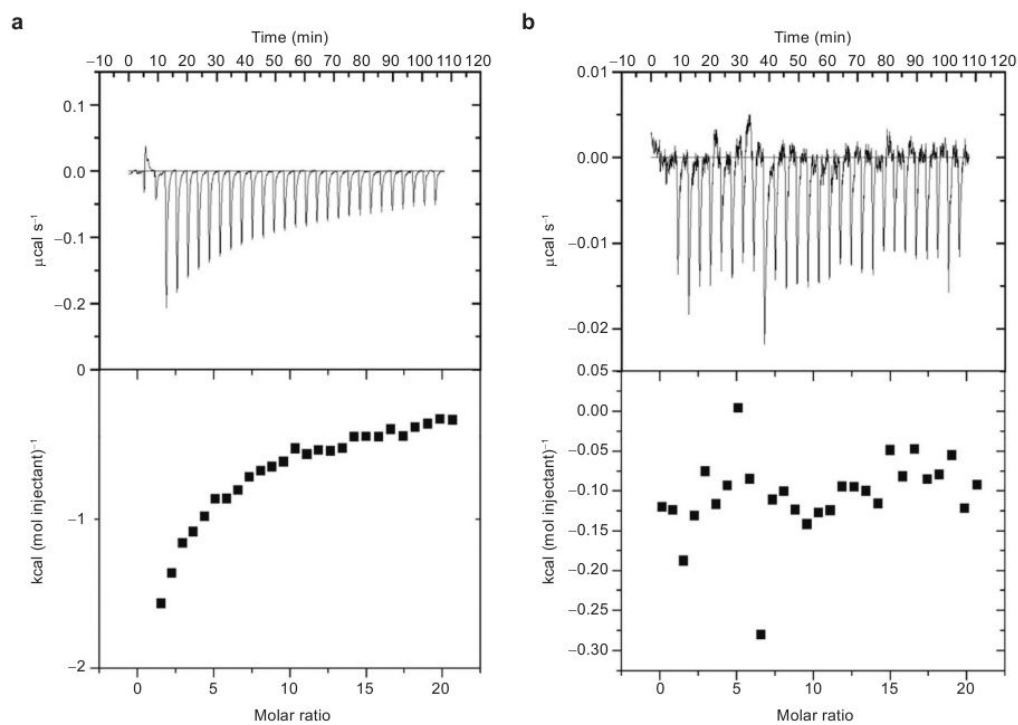 a
Time (min)
−10 0 10 20 30 40 50 60 70 80 90 100 110 120
0.1
0.0
−0.1
−0.2
0
μcal s⁻¹
−1
−2
kcal (mol injectant)⁻¹
0 5 10 15 20
Molar ratio
b
Time (min)
−10 0 10 20 30 40 50 60 70 80 90 100 110 120
0.01
0.00
−0.01
−0.02
0.05
μcal s⁻¹
0.00
−0.05
−0.10
−0.15
−0.20
−0.25
−0.30
kcal (mol injectant)⁻¹
0 5 10 15 20
Molar ratio